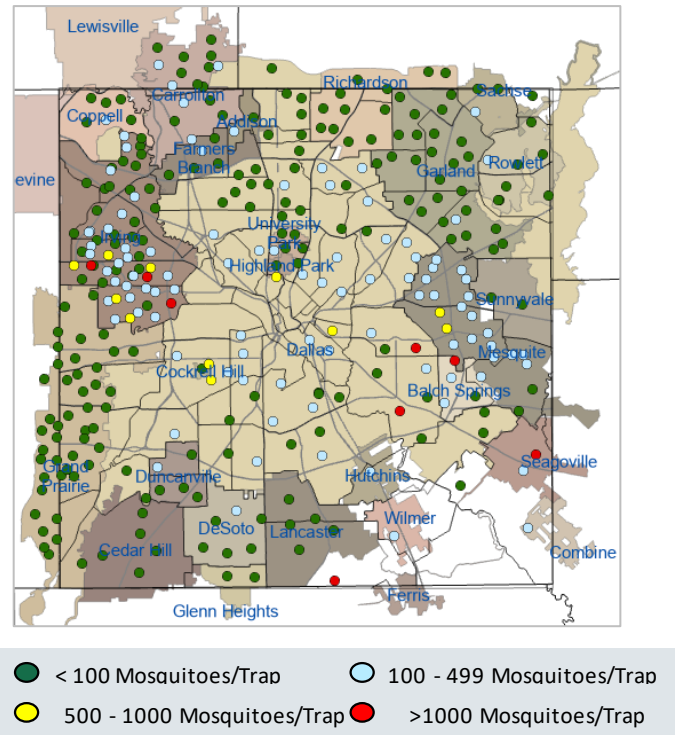 Lewisville
Richardson
Sachse
Carrollton
Coppell
Addison
Farmers
Branch
Garland
Rowlett
evine
University
Park
Irving
Highland Park
Sunnyvale
Dallas
Mesquite
Cockrell Hill
Balch Springs
Grand
Prairie
Duncanville
Hutchins
Seagoville
DeSoto
Lancaster
Wilmer
Cedar Hill
Combine
Ferris
Glenn Heights
< 100 Mosquitoes/Trap
100 - 499 Mosquitoes/Trap
500 - 1000 Mosquitoes/Trap
>1000 Mosquitoes/Trap